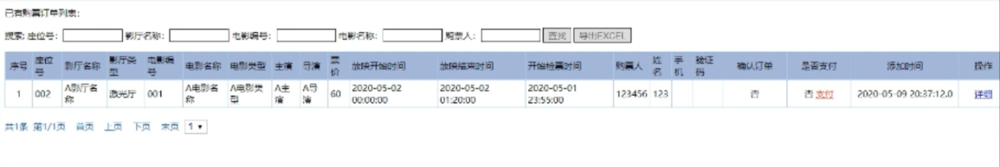 已有购票订单列表:
搜索: 座位号: 影厅名称: 电影编号: 电影名称: 购票人: 查找 导出EXCEL
序号 座位号 影厅名称 影厅类型 电影编号 电影名称 电影类型 主演 导演 票价 放映开始时间 放映结束时间 开始检票时间 购票人 姓名 手机 验证码 确认订单 是否支付 添加时间 操作
1 002 A影厅名称 激光厅 001 A电影名称 A电影类型 A主演 A导演 60 2020-05-02 00:00:00 2020-05-02 01:20:00 2020-05-01 23:55:00 123456 123 否 否 支付 2020-05-09 20:37:12.0 详细
共1条 第1/1页 首页 上页 下页 末页 1